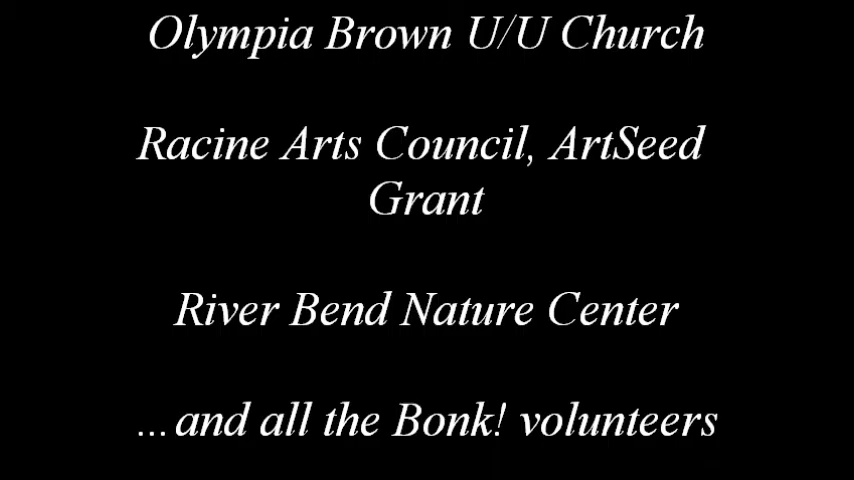 Olympia Brown U/U Church
Racine Arts Council, ArtSeed
Grant
River Bend Nature Center
...and all the Bonk! volunteers